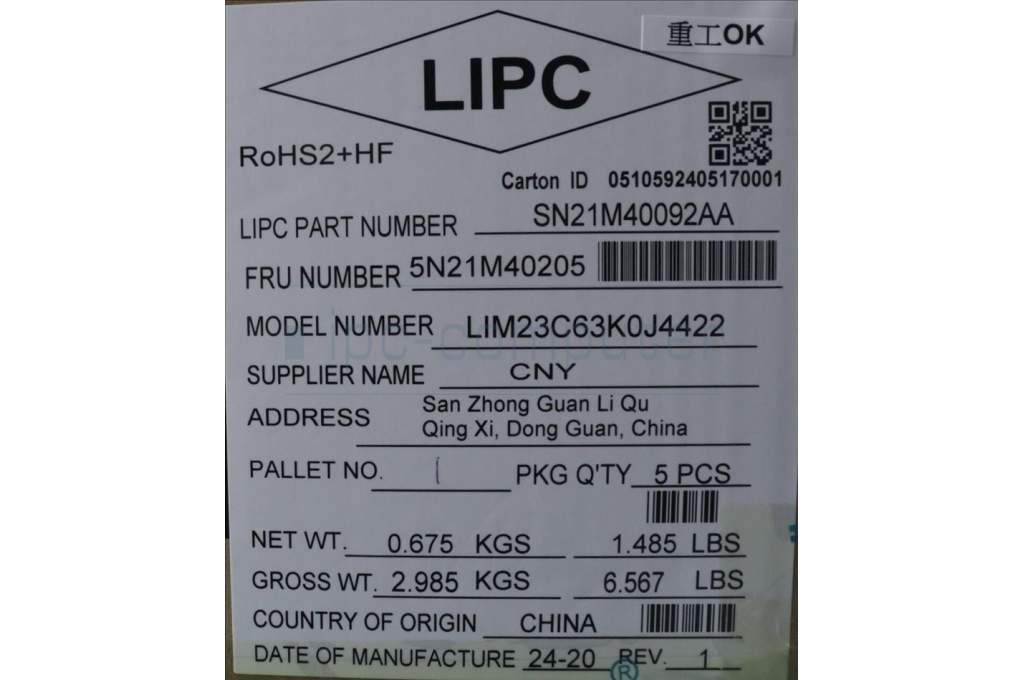 重工OK
LIPC
RoHS2+HF
Carton ID 0510592405170001
LIPC PART NUMBER SN21M40092AA
FRU NUMBER 5N21M40205
MODEL NUMBER LIM23C63K0J4422
ipc-computer
SUPPLIER NAME CNY
ADDRESS San Zhong Guan Li Qu
Qing Xi, Dong Guan, China
PALLET NO. 1 PKG Q'TY 5 PCS
NET WT. 0.675 KGS 1.485 LBS
GROSS WT. 2.985 KGS 6.567 LBS
COUNTRY OF ORIGIN CHINA
DATE OF MANUFACTURE 24-20 REV. 1
®